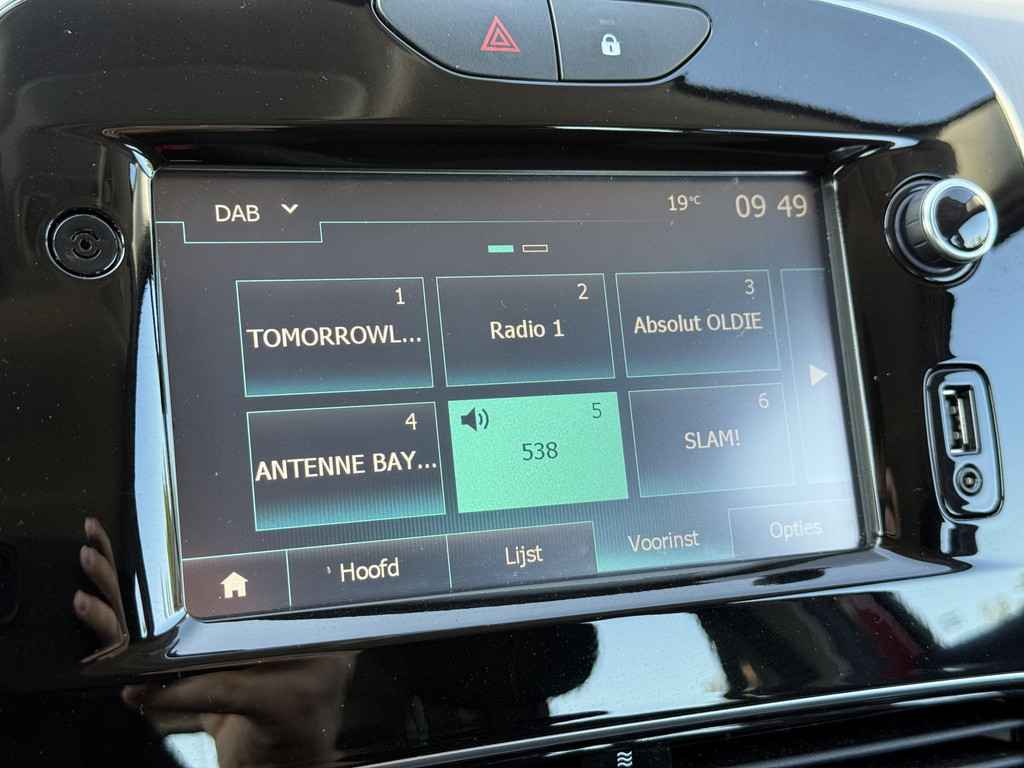 DAB
19°C
09 49
1
TOMORROWL...
2
Radio 1
3
Absolut OLDIE
4
ANTENNE BAY...
5
538
6
SLAM!
Hoofd
Lijst
Voorinst
Opties